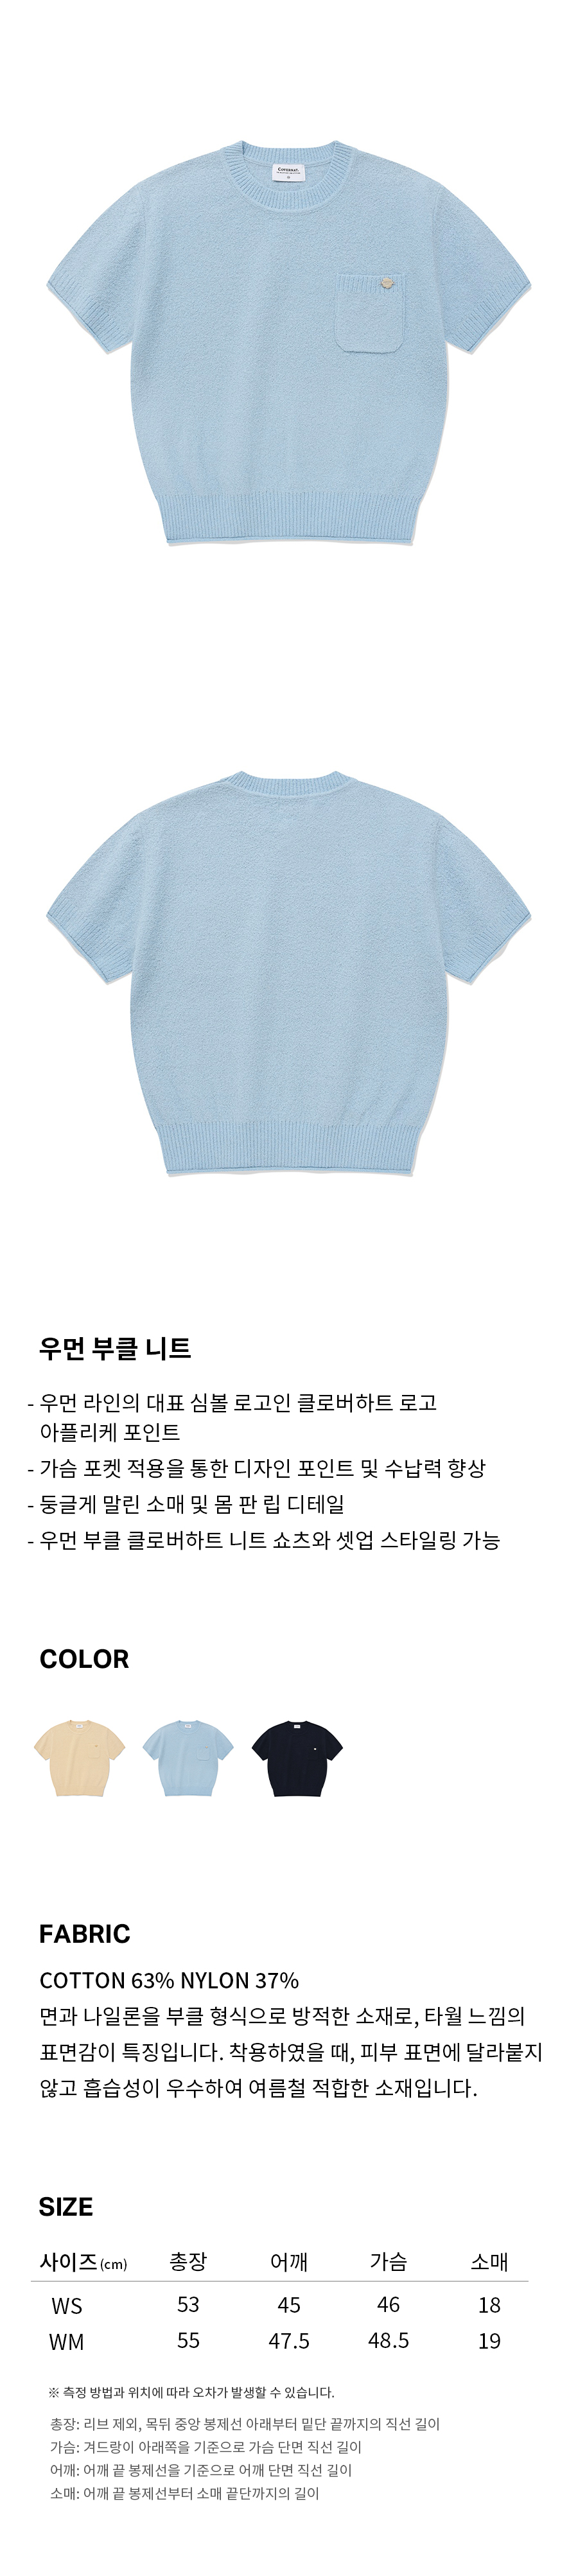 Covernat.
우먼 부클 니트
- 우먼 라인의 대표 심볼 로고인 클로버하트 로고
아플리케 포인트
- 가슴 포켓 적용을 통한 디자인 포인트 및 수납력 향상
- 둥글게 말린 소매 및 몸 판 립 디테일
- 우먼 부클 클로버하트 니트 쇼츠와 셋업 스타일링 가능
COLOR
FABRIC
COTTON 63% NYLON 37%
면과 나일론을 부클 형식으로 방적한 소재로, 타월 느낌의
표면감이 특징입니다. 착용하였을 때, 피부 표면에 달라붙지
않고 흡습성이 우수하여 여름철 적합한 소재입니다.
SIZE
사이즈(cm) 총장 어깨 가슴 소매
WS 53 45 46 18
WM 55 47.5 48.5 19
※ 측정 방법과 위치에 따라 오차가 발생할 수 있습니다.
총장: 리브 제외, 목뒤 중앙 봉제선 아래부터 밑단 끝까지의 직선 길이
가슴: 겨드랑이 아래쪽을 기준으로 가슴 단면 직선 길이
어깨: 어깨 끝 봉제선을 기준으로 어깨 단면 직선 길이
소매: 어깨 끝 봉제선부터 소매 끝단까지의 길이